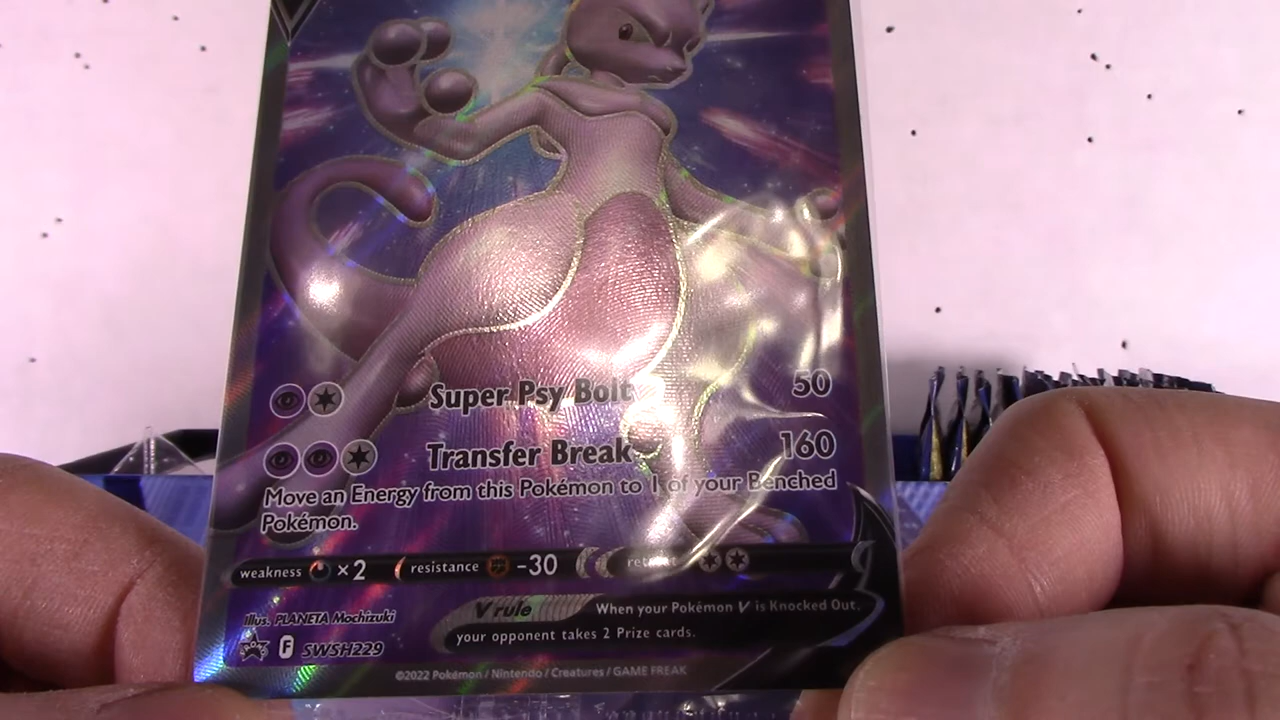 Super Psy Bolt 50
Transfer Break 160
Move an Energy from this Pokémon to 1 of your Benched
Pokémon.
weakness ×2 resistance -30 retreat
V rule When your Pokémon V is Knocked Out,
your opponent takes 2 Prize cards.
Illus. PLANETA Mochizuki
F SWSH229
©2022 Pokémon / Nintendo / Creatures / GAME FREAK